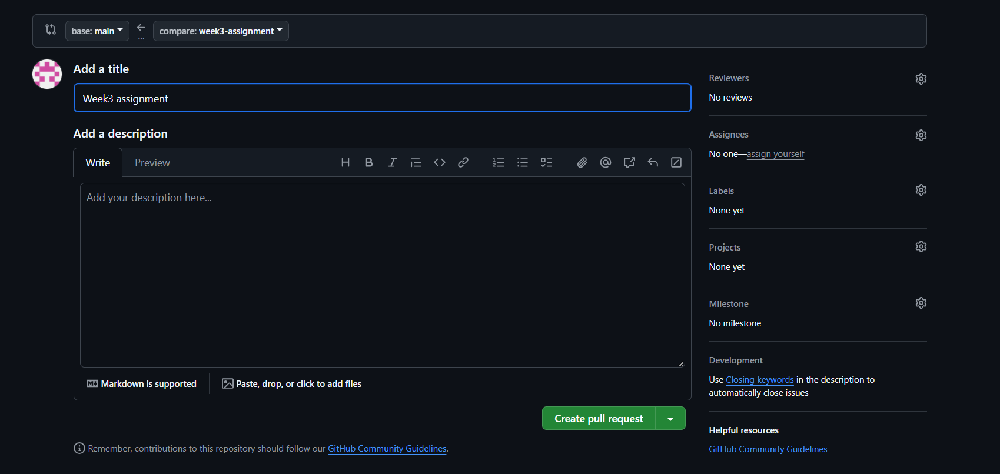 base: main
compare: week3-assignment
Add a title
Week3 assignment
Add a description
Write Preview
Add your description here...
Markdown is supported
Paste, drop, or click to add files
Create pull request
Remember, contributions to this repository should follow our GitHub Community Guidelines.
Reviewers
No reviews
Assignees
No one—assign yourself
Labels
None yet
Projects
None yet
Milestone
No milestone
Development
Use Closing keywords in the description to
automatically close issues
Helpful resources
GitHub Community Guidelines